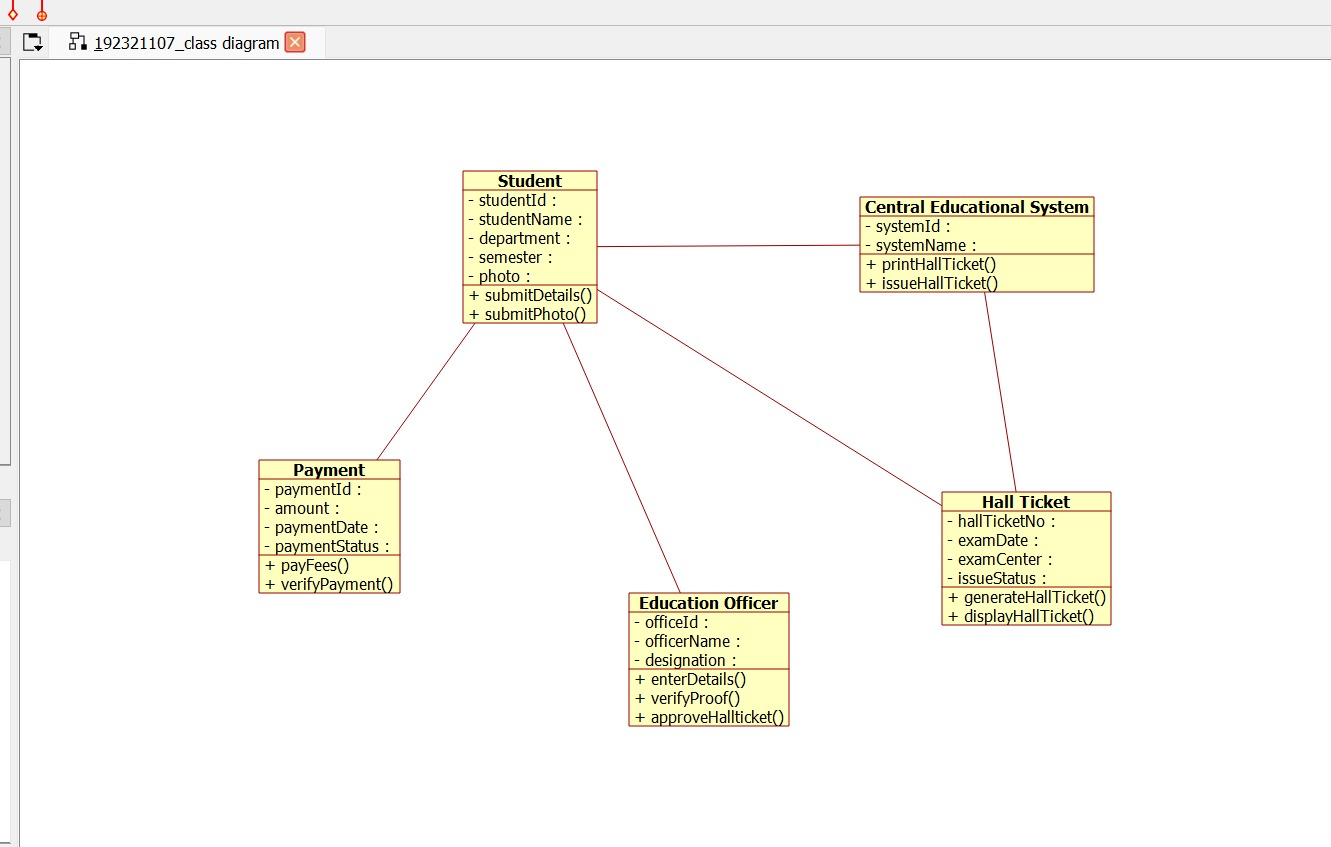 192321107_class diagram
Student
- studentId :
- studentName :
- department :
- semester :
- photo :
+ submitDetails()
+ submitPhoto()
Central Educational System
- systemId :
- systemName :
+ printHallTicket()
+ issueHallTicket()
Payment
- paymentId :
- amount :
- paymentDate :
- paymentStatus :
+ payFees()
+ verifyPayment()
Hall Ticket
- hallTicketNo :
- examDate :
- examCenter :
- issueStatus :
+ generateHallTicket()
+ displayHallTicket()
Education Officer
- officeId :
- officerName :
- designation :
+ enterDetails()
+ verifyProof()
+ approveHallticket()